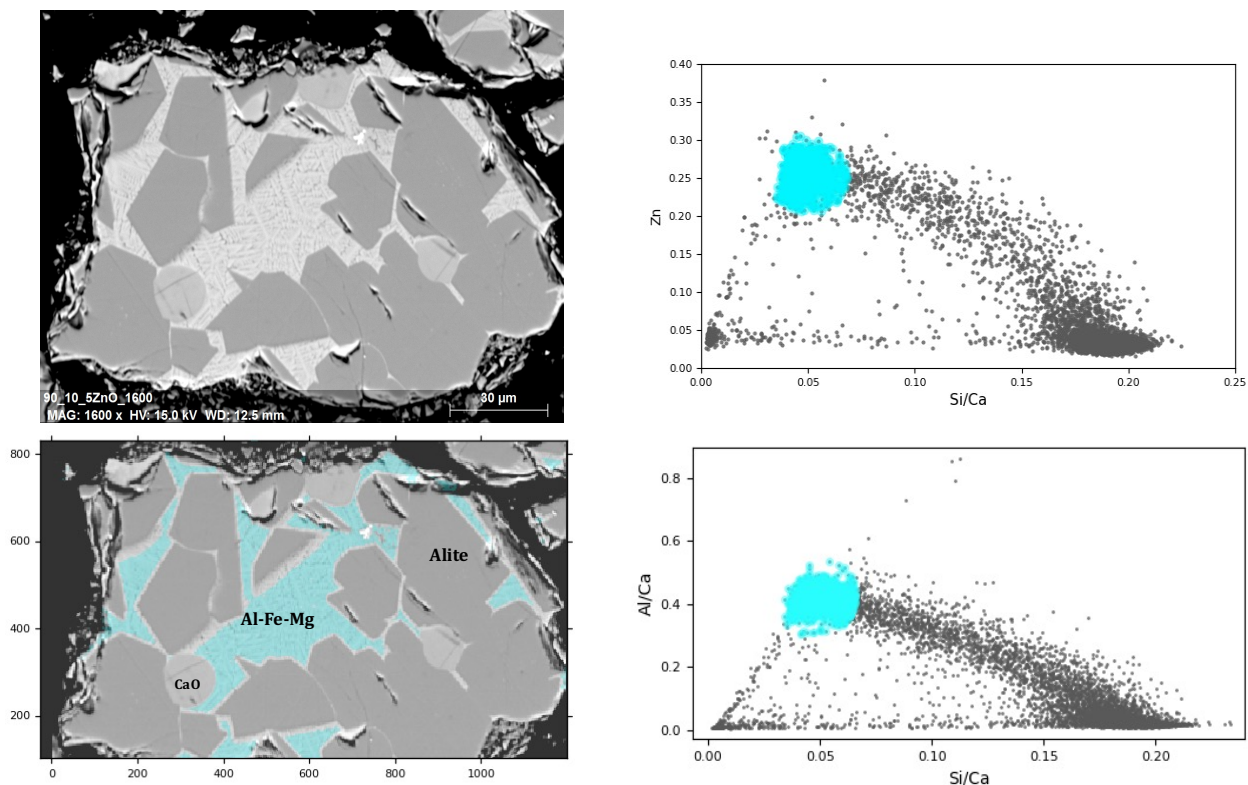 90_10_5ZnO_1600
MAG: 1600 x HV: 15.0 kV WD: 12.5 mm
30 µm
0.40
0.35
0.30
0.25
0.20
0.15
0.10
0.05
0.00
Zn
0.00 0.05 0.10 0.15 0.20 0.25
Si/Ca
800
600
400
200
0 200 400 600 800 1000
Alite
Al-Fe-Mg
CaO
0.8
0.6
0.4
0.2
0.0
Al/Ca
0.00 0.05 0.10 0.15 0.20
Si/Ca